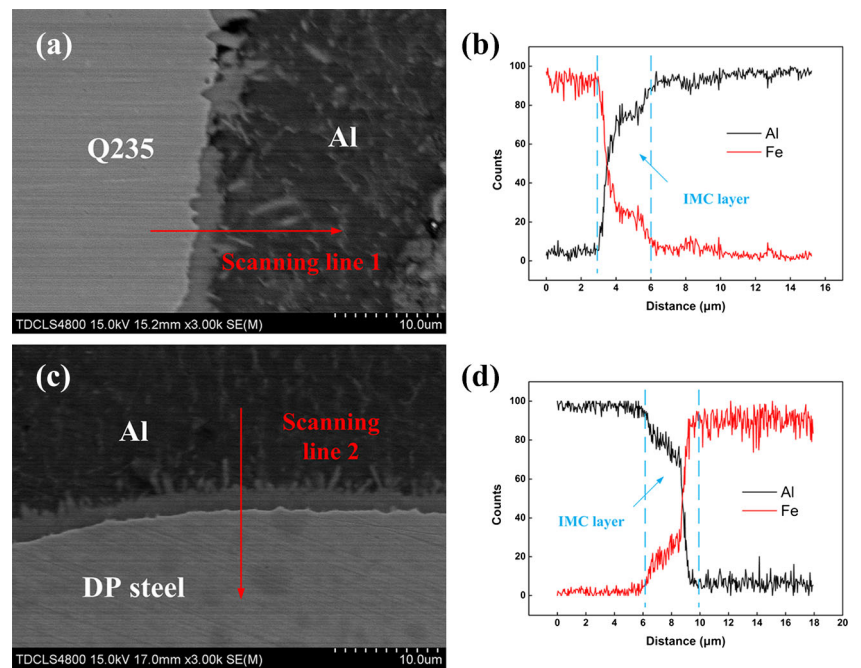 (a)
Q235
Al
Scanning line 1
TDCLS4800 15.0kV 15.2mm x3.00k SE(M)
10.0um
(b)
100
80
60
40
20
0
Counts
Al
Fe
IMC layer
0 2 4 6 8 10 12 14 16
Distance (μm)
(c)
Al
Scanning
line 2
DP steel
TDCLS4800 15.0kV 17.0mm x3.00k SE(M)
10.0um
(d)
100
80
60
40
20
0
Counts
IMC layer
Al
Fe
0 2 4 6 8 10 12 14 16 18 20
Distance (μm)